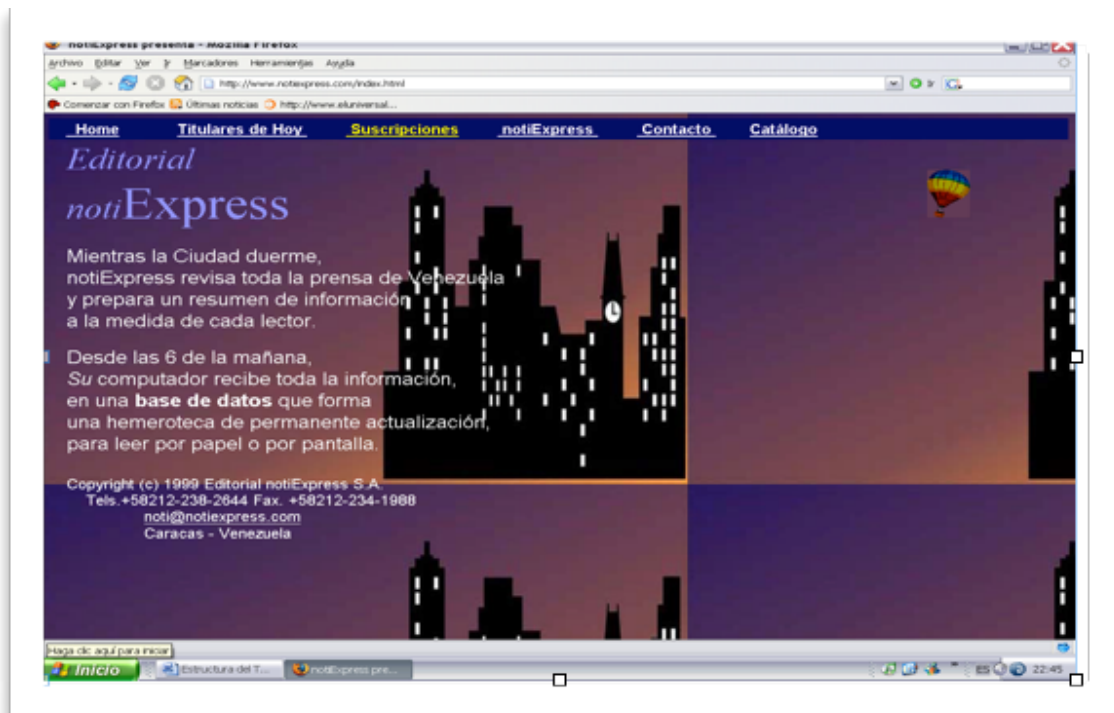 notiExpress presenta - Mozilla Firefox
Archivo Editar Ver Ir Marcadores Herramientas Ayuda
http://www.notiexpress.com/index.html
Ir
Comenzar con Firefox Últimas noticias http://www.eluniversal...
Home Titulares de Hoy Suscripciones notiExpress Contacto Catálogo
Editorial
notiExpress
Mientras la Ciudad duerme,
notiExpress revisa toda la prensa de Venezuela
y prepara un resumen de información
a la medida de cada lector.
Desde las 6 de la mañana,
Su computador recibe toda la información,
en una base de datos que forma
una hemeroteca de permanente actualización,
para leer por papel o por pantalla.
Copyright (c) 1999 Editorial notiExpress S.A.
Tels.+58212-238-2644 Fax. +58212-234-1988
noti@notiexpress.com
Caracas - Venezuela
Haga clic aquí para iniciar
Inicio Estructura del T... notiExpress pre... ES 22:45